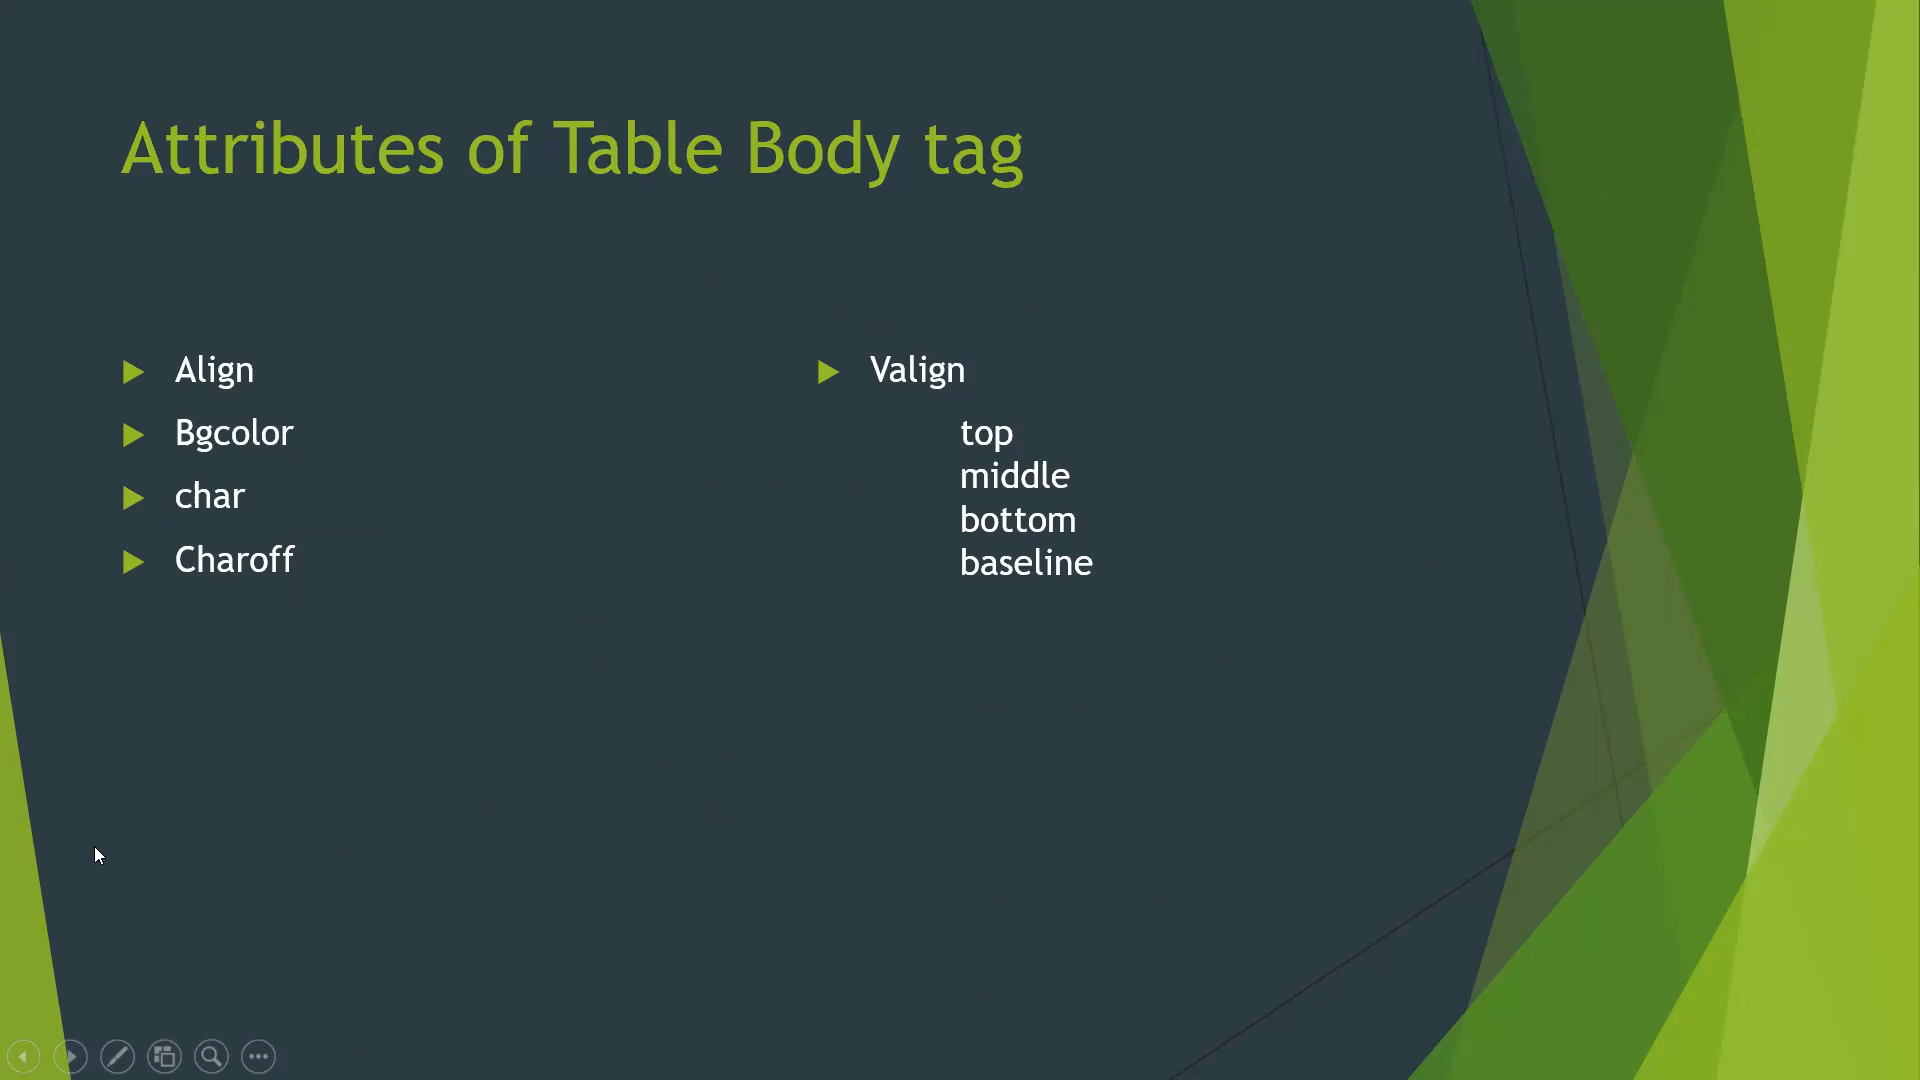 Attributes of Table Body tag
Align
Bgcolor
char
Charoff
Valign
top
middle
bottom
baseline